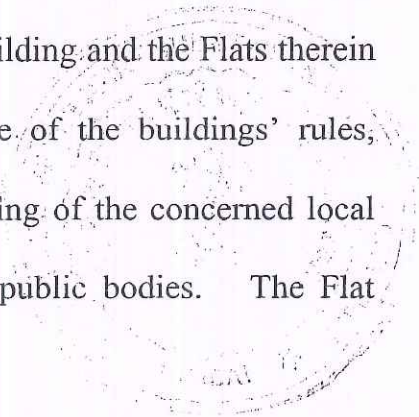 ilding and the Flats therein
e of the buildings' rules,
ing of the concerned local
public bodies. The Flat